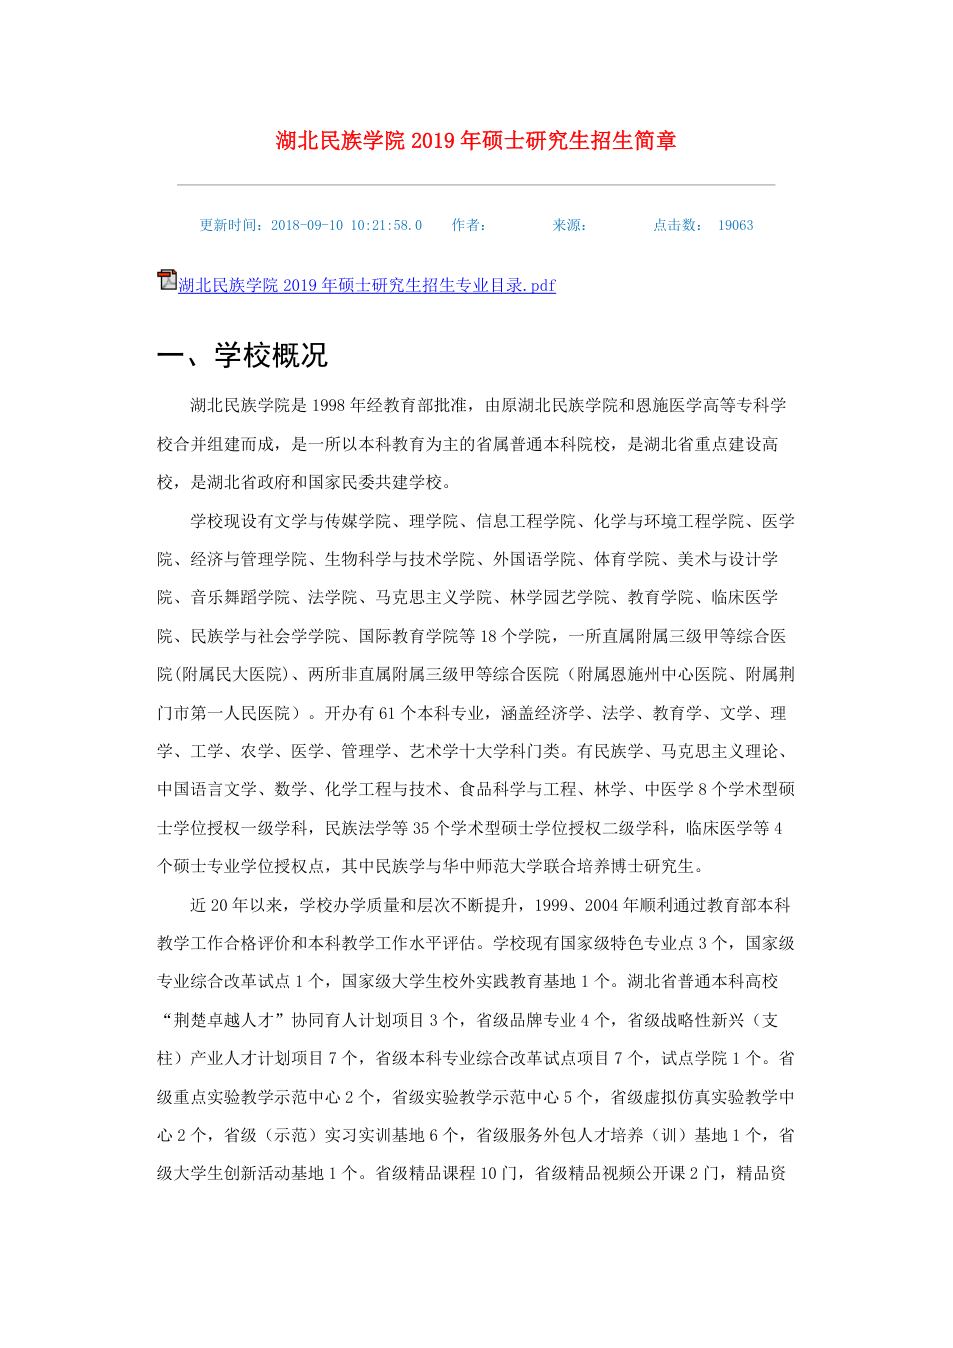 湖北民族学院 2019 年硕士研究生招生简章
更新时间：2018-09-10 10:21:58.0 作者： 来源： 点击数： 19063
湖北民族学院 2019 年硕士研究生招生专业目录.pdf
一、学校概况
湖北民族学院是 1998 年经教育部批准，由原湖北民族学院和恩施医学高等专科学
校合并组建而成，是一所以本科教育为主的省属普通本科院校，是湖北省重点建设高
校，是湖北省政府和国家民委共建学校。
学校现设有文学与传媒学院、理学院、信息工程学院、化学与环境工程学院、医学
院、经济与管理学院、生物科学与技术学院、外国语学院、体育学院、美术与设计学
院、音乐舞蹈学院、法学院、马克思主义学院、林学园艺学院、教育学院、临床医学
院、民族学与社会学学院、国际教育学院等 18 个学院，一所直属附属三级甲等综合医
院(附属民大医院)、两所非直属附属三级甲等综合医院（附属恩施州中心医院、附属荆
门市第一人民医院）。开办有 61 个本科专业，涵盖经济学、法学、教育学、文学、理
学、工学、农学、医学、管理学、艺术学十大学科门类。有民族学、马克思主义理论、
中国语言文学、数学、化学工程与技术、食品科学与工程、林学、中医学 8 个学术型硕
士学位授权一级学科，民族法学等 35 个学术型硕士学位授权二级学科，临床医学等 4
个硕士专业学位授权点，其中民族学与华中师范大学联合培养博士研究生。
近 20 年以来，学校办学质量和层次不断提升，1999、2004 年顺利通过教育部本科
教学工作合格评价和本科教学工作水平评估。学校现有国家级特色专业点 3 个，国家级
专业综合改革试点 1 个，国家级大学生校外实践教育基地 1 个。湖北省普通本科高校
“荆楚卓越人才”协同育人计划项目 3 个，省级品牌专业 4 个，省级战略性新兴（支
柱）产业人才计划项目 7 个，省级本科专业综合改革试点项目 7 个，试点学院 1 个。省
级重点实验教学示范中心 2 个，省级实验教学示范中心 5 个，省级虚拟仿真实验教学中
心 2 个，省级（示范）实习实训基地 6 个，省级服务外包人才培养（训）基地 1 个，省
级大学生创新活动基地 1 个。省级精品课程 10 门，省级精品视频公开课 2 门，精品资